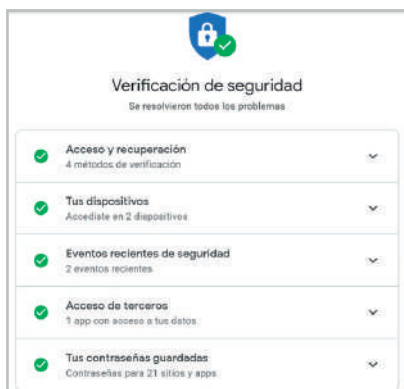 Verificación de seguridad
Se resolvieron todos los problemas
Acceso y recuperación
4 métodos de verificación
Tus dispositivos
Accediste en 2 dispositivos
Eventos recientes de seguridad
2 eventos recientes
Acceso de terceros
1 app con acceso a tus datos
Tus contraseñas guardadas
Contraseñas para 21 sitios y apps